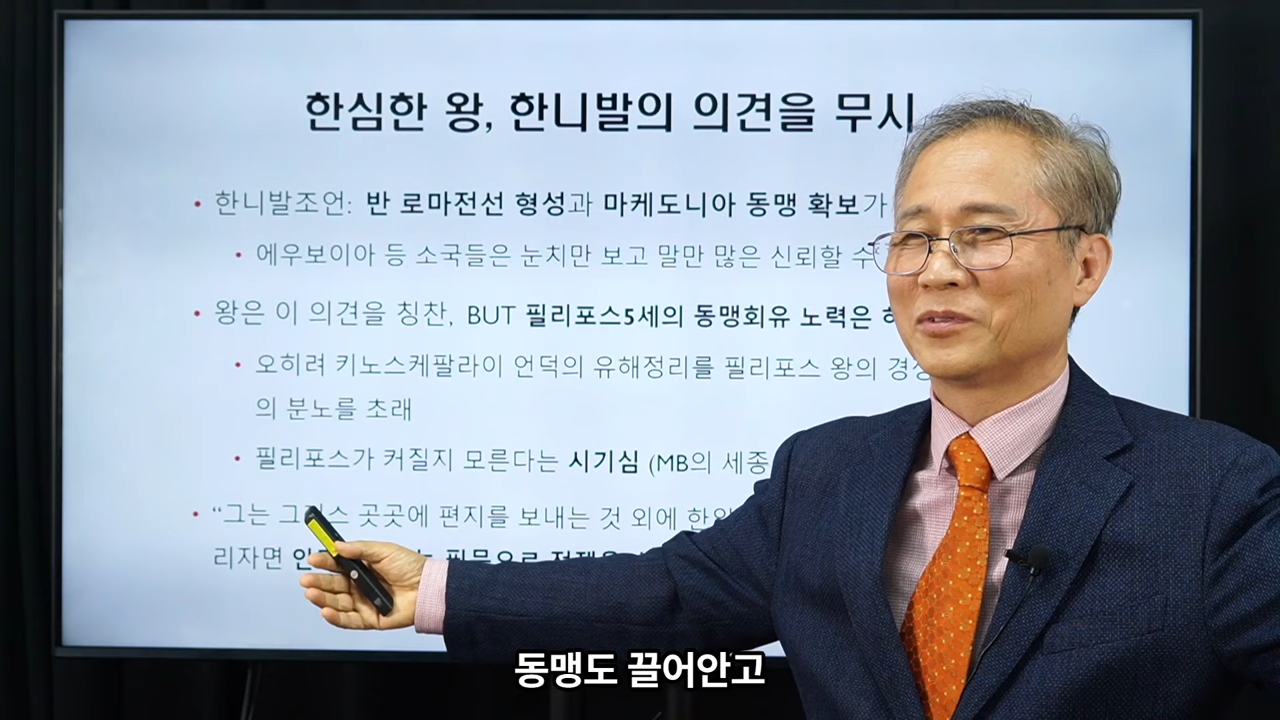 한심한 왕, 한니발의 의견을 무시
• 한니발조언: 반 로마전선 형성과 마케도니아 동맹 확보가
• 에우보이아 등 소국들은 눈치만 보고 말만 많은 신뢰할
• 왕은 이 의견을 칭찬, BUT 필리포스5세의 동맹회유 노력은
• 오히려 키노스케팔라이 언덕의 유해정리를 필리포스 왕의
의 분노를 초래
• 필리포스가 커질지 모른다는 시기심 (MB의 세종
• “그는 곳곳에 편지를 보내는 것 외에
리자면
동맹도 끌어안고